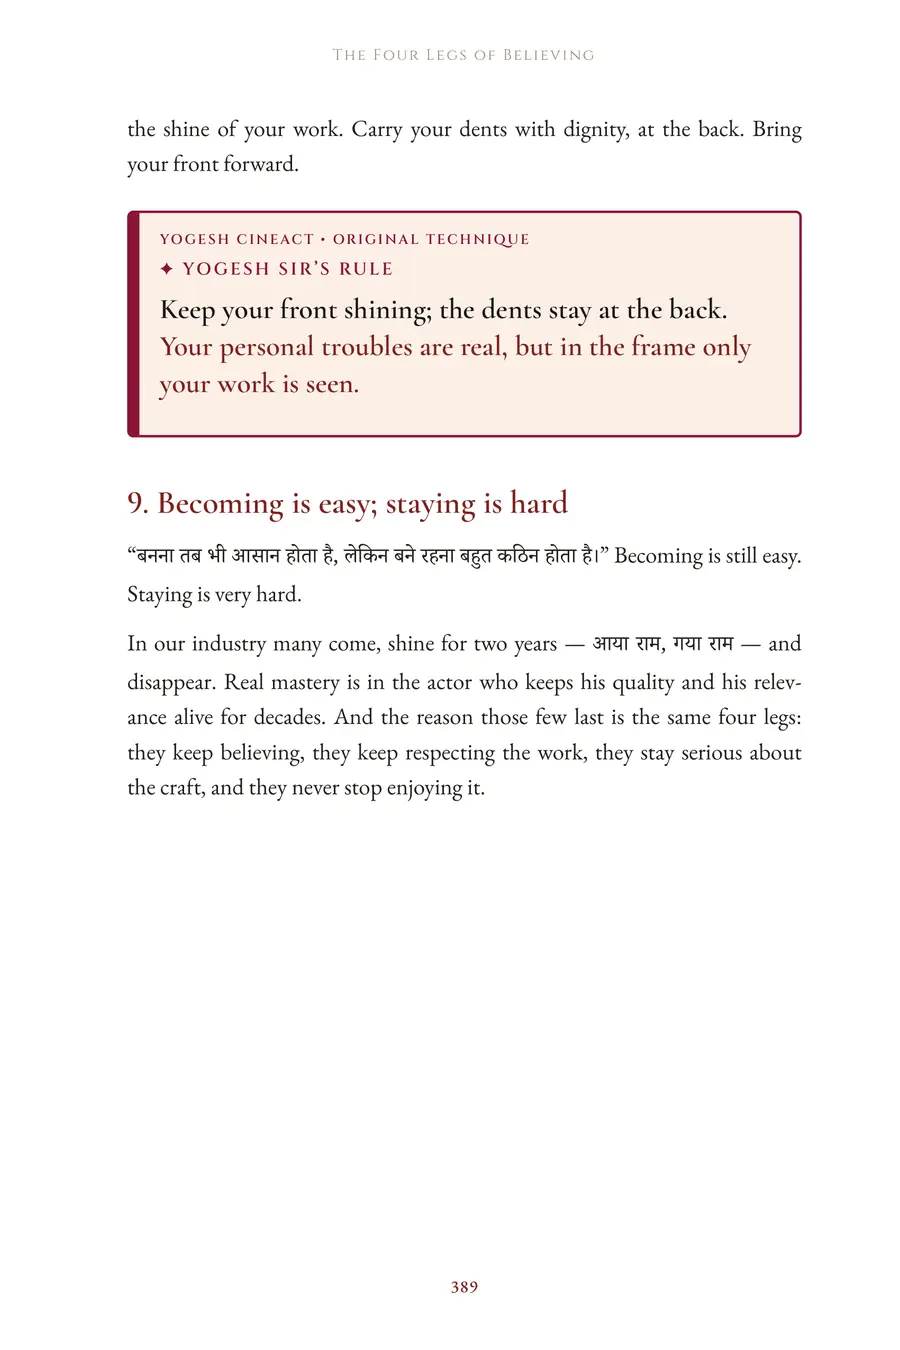 THE FOUR LEGS OF BELIEVING
the shine of your work. Carry your dents with dignity, at the back. Bring
your front forward.
YOGESH CINEACT • ORIGINAL TECHNIQUE
✦ YOGESH SIR’S RULE
Keep your front shining; the dents stay at the back.
Your personal troubles are real, but in the frame only
your work is seen.
9. Becoming is easy; staying is hard
“बनना तब भी आसान होता है, लेकिन बने रहना बहुत कठिन होता है।” Becoming is still easy.
Staying is very hard.
In our industry many come, shine for two years — आया राम, गया राम — and
disappear. Real mastery is in the actor who keeps his quality and his relev-
ance alive for decades. And the reason those few last is the same four legs:
they keep believing, they keep respecting the work, they stay serious about
the craft, and they never stop enjoying it.
389